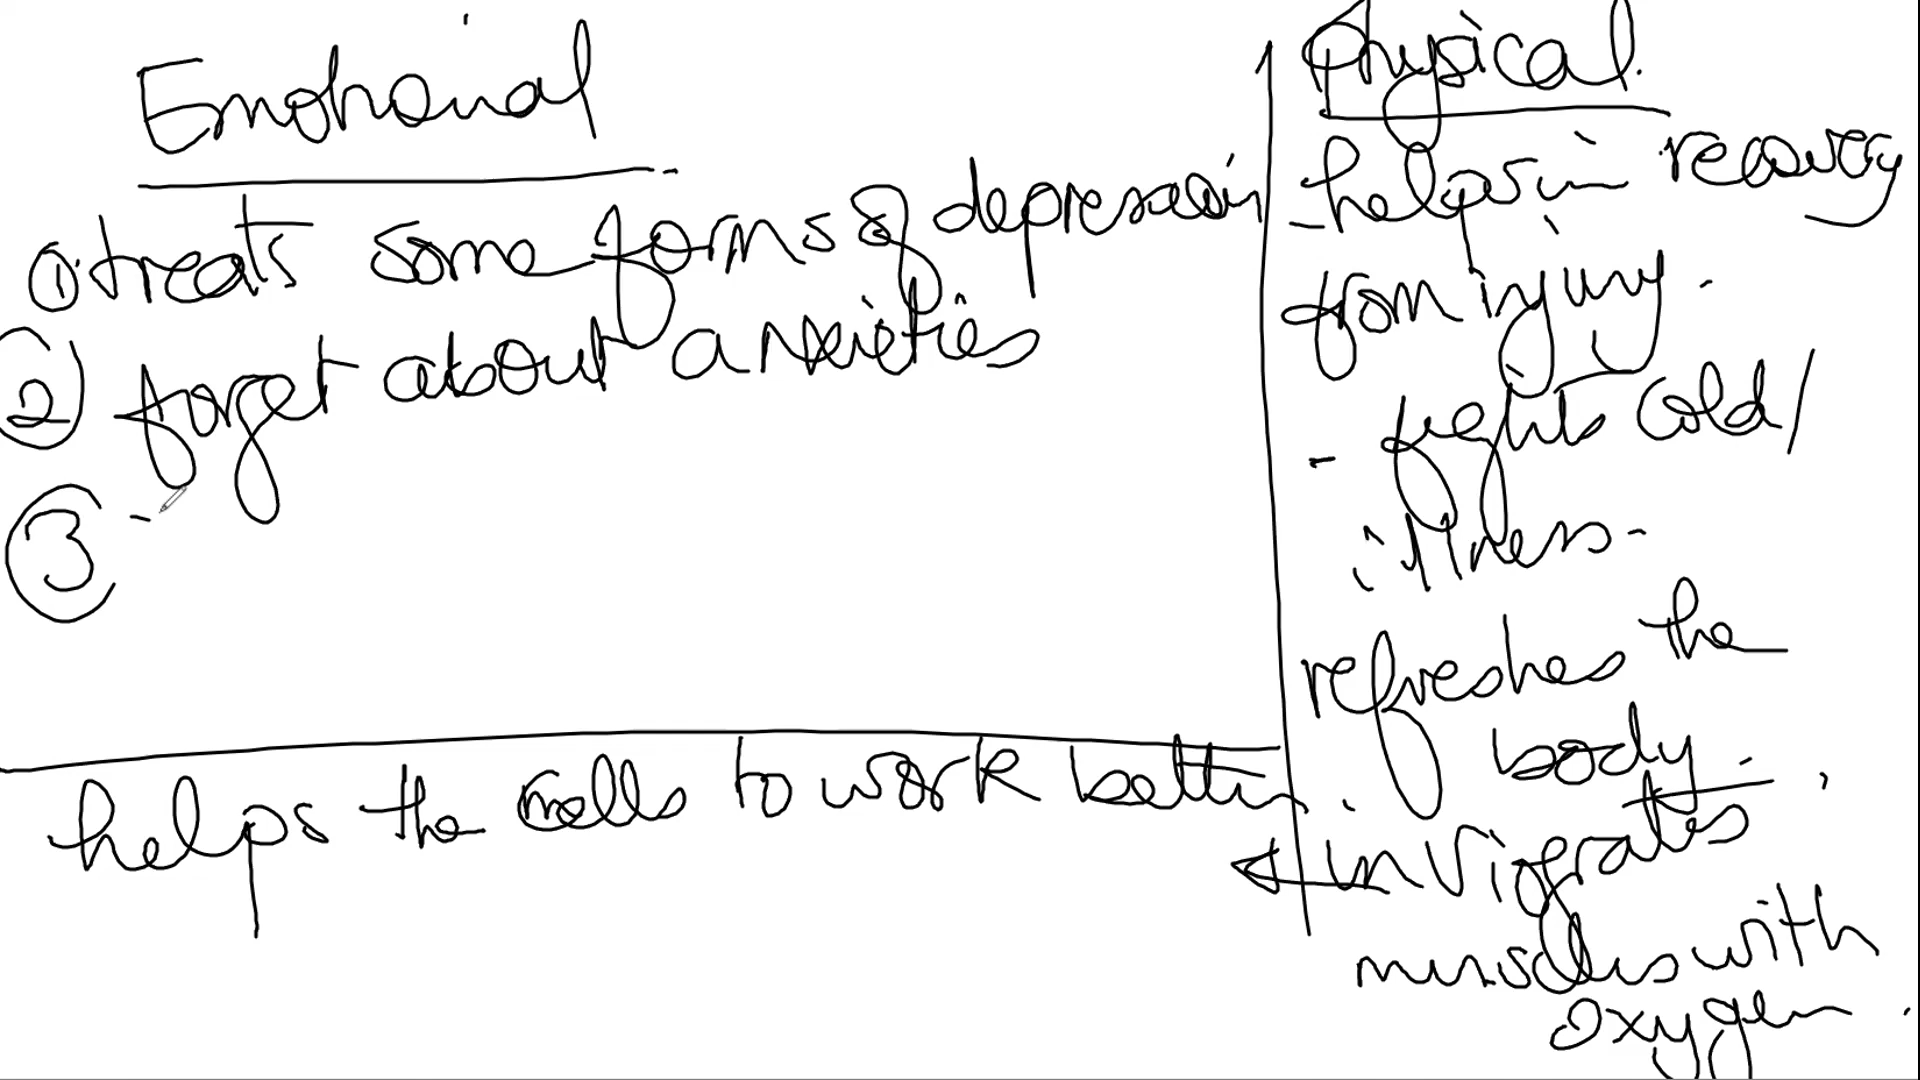 Emotional
① treats some forms of depression
② forget about anxieties
③ -
Physical
- helps in recovery
from injury.
- fights cold/
illness-
refreshes the
body.
invigrates
muscles with
oxygen.
helps the cells to work better.